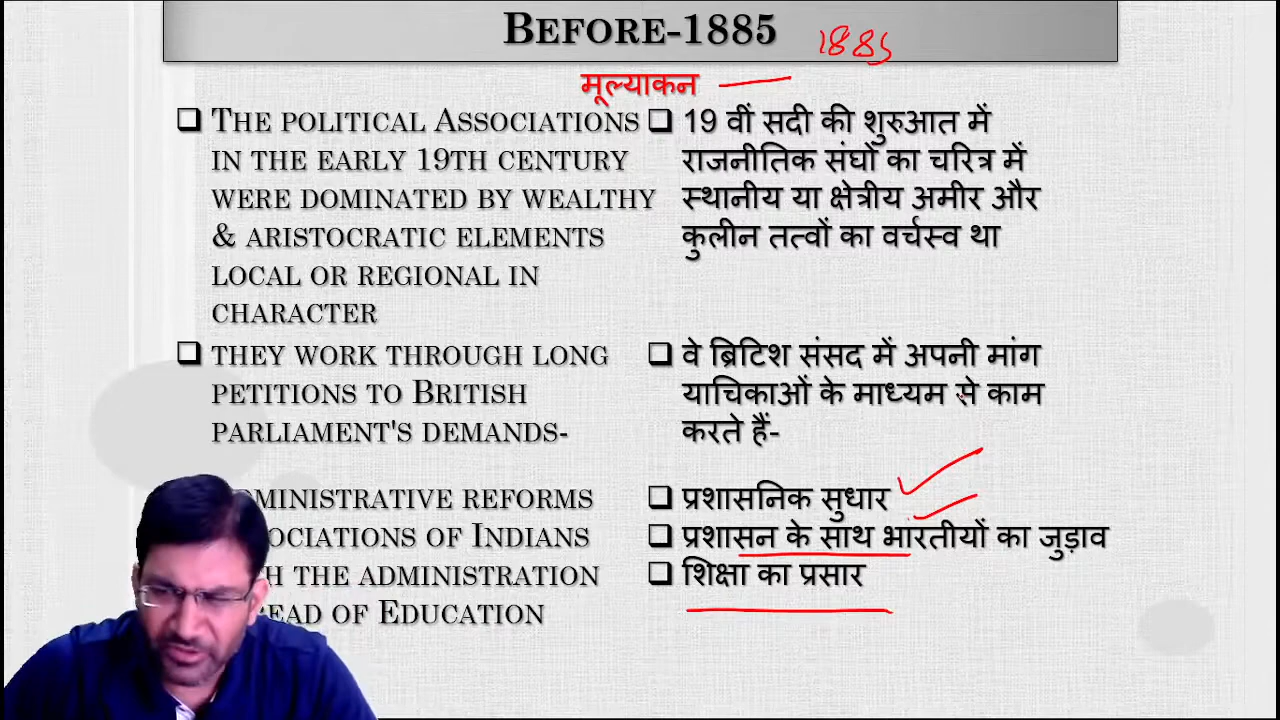 BEFORE-1885
1885
मूल्याकन
❑ THE POLITICAL ASSOCIATIONS
IN THE EARLY 19TH CENTURY
WERE DOMINATED BY WEALTHY
& ARISTOCRATIC ELEMENTS
LOCAL OR REGIONAL IN
CHARACTER
❑ THEY WORK THROUGH LONG
PETITIONS TO BRITISH
PARLIAMENT'S DEMANDS-
MINISTRATIVE REFORMS
OCIATIONS OF INDIANS
H THE ADMINISTRATION
EAD OF EDUCATION
❑ 19 वीं सदी की शुरुआत में
राजनीतिक संघों का चरित्र में
स्थानीय या क्षेत्रीय अमीर और
कुलीन तत्वों का वर्चस्व था
❑ वे ब्रिटिश संसद में अपनी मांग
याचिकाओं के माध्यम से काम
करते हैं-
❑ प्रशासनिक सुधार
❑ प्रशासन के साथ भारतीयों का जुड़ाव
❑ शिक्षा का प्रसार